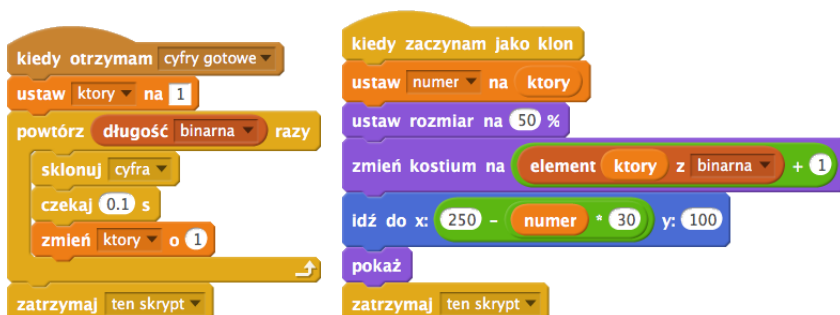 kiedy otrzymam cyfry gotowe
ustaw ktory na 1
powtórz długość binarna razy
sklonuj cyfra
czekaj 0.1 s
zmień ktory o 1
zatrzymaj ten skrypt
kiedy zaczynam jako klon
ustaw numer na ktory
ustaw rozmiar na 50 %
zmień kostium na element ktory z binarna + 1
idź do x: 250 - numer * 30 y: 100
pokaż
zatrzymaj ten skrypt